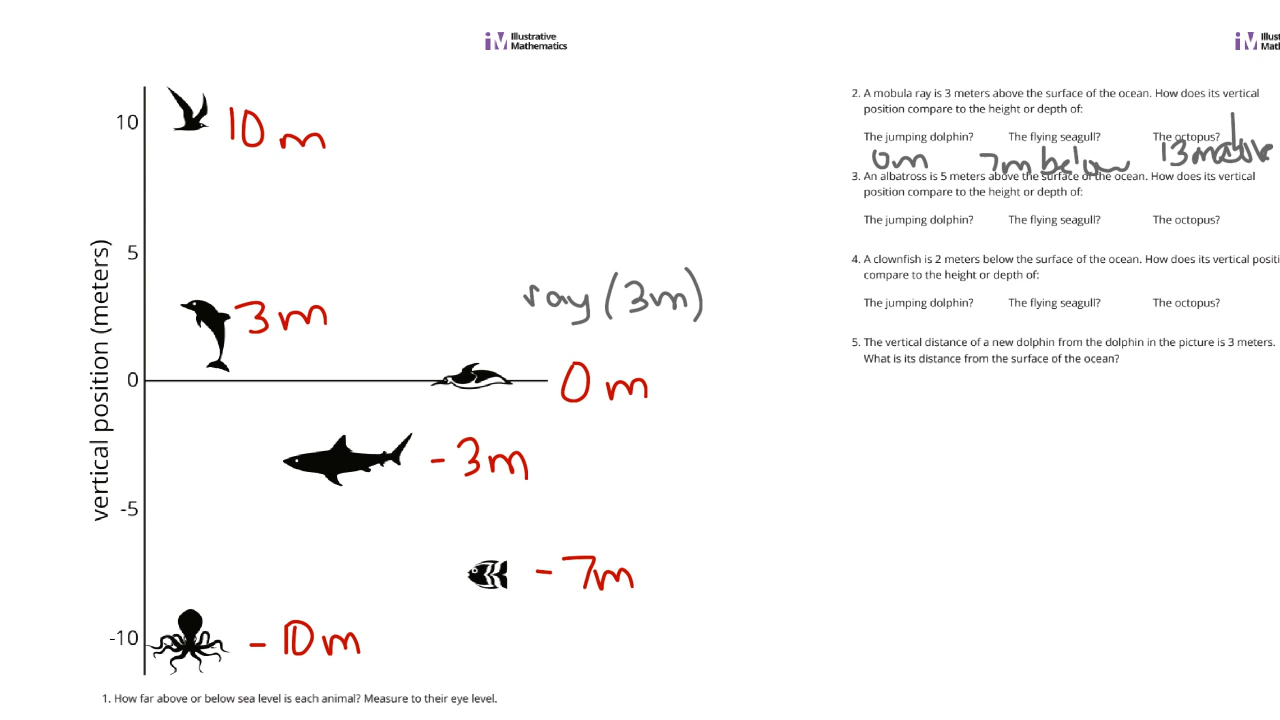 Illustrative
Mathematics
10
10 m
5
3m
ray (3m)
0
0 m
- 3m
-5
- 7m
-10
- 10 m
vertical position (meters)
1. How far above or below sea level is each animal? Measure to their eye level.
2. A mobula ray is 3 meters above the surface of the ocean. How does its vertical
position compare to the height or depth of:
The jumping dolphin? The flying seagull? The octopus?
0m 7m below 13m above
3. An albatross is 5 meters above the surface of the ocean. How does its vertical
position compare to the height or depth of:
The jumping dolphin? The flying seagull? The octopus?
4. A clownfish is 2 meters below the surface of the ocean. How does its vertical positi
compare to the height or depth of:
The jumping dolphin? The flying seagull? The octopus?
5. The vertical distance of a new dolphin from the dolphin in the picture is 3 meters.
What is its distance from the surface of the ocean?